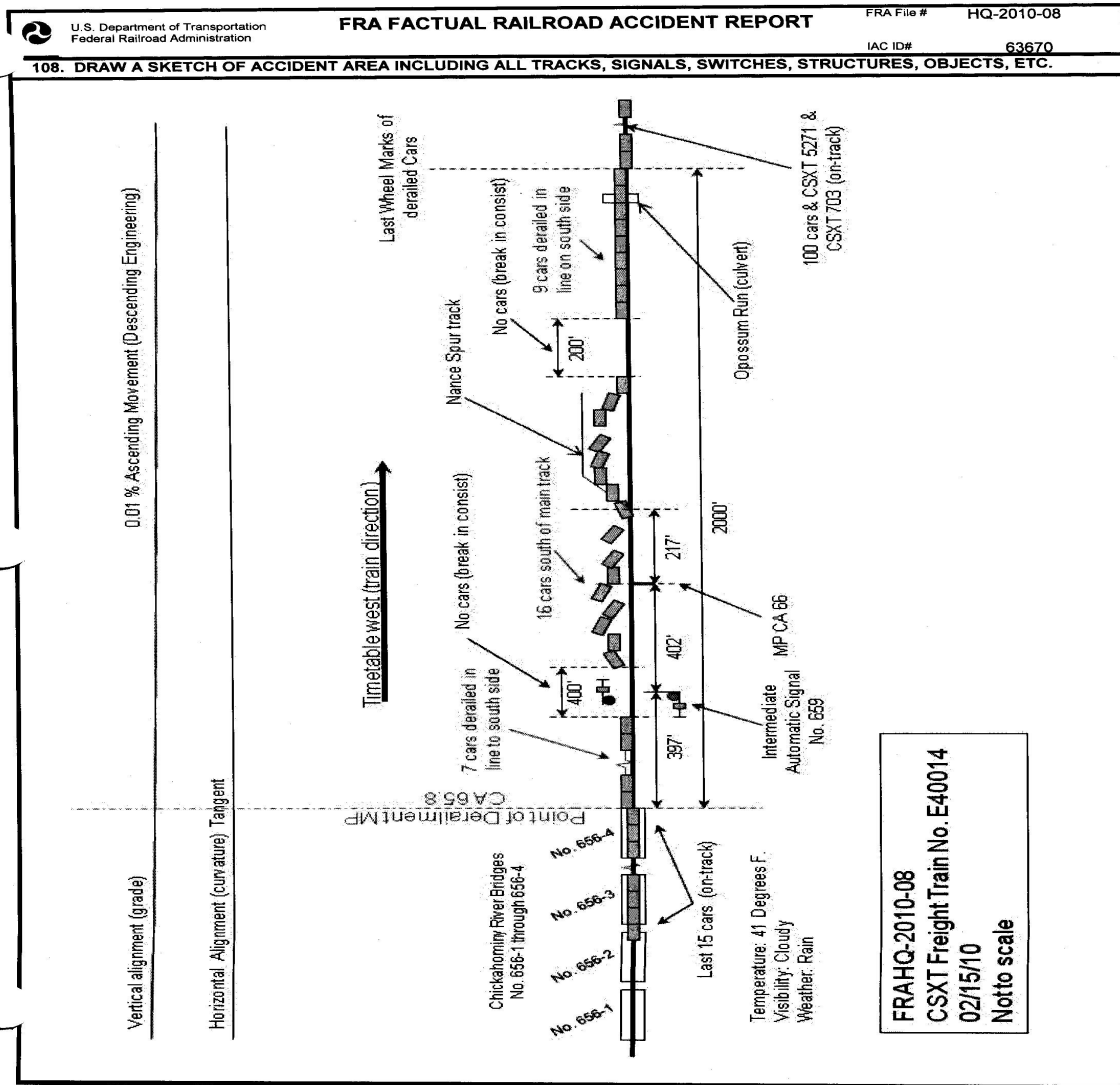 U.S. Department of Transportation
Federal Railroad Administration
FRA FACTUAL RAILROAD ACCIDENT REPORT
FRA File # HQ-2010-08
IAC ID# 63670
108. DRAW A SKETCH OF ACCIDENT AREA INCLUDING ALL TRACKS, SIGNALS, SWITCHES, STRUCTURES, OBJECTS, ETC.
Vertical alignment (grade)
0.01 % Ascending Movement (Descending Engineering)
Horizontal Alignment (curvature) Tangent
Timetable west (train direction)
Last Wheel Marks of
derailed Cars
No cars (break in consist)
9 cars derailed in
line on south side
Nance Spur track
200'
No cars (break in consist)
16 cars south of main track
7 cars derailed in
line to south side
400'
Point of Derailment MP
CA 65.8
Chickahominy River Bridges
No. 656-1 through 656-4
No. 656-1
No. 656-2
No. 656-3
No. 656-4
Last 15 cars (on-track)
397'
402'
217'
2000'
Intermediate
Automatic Signal
No. 659
MP CA 66
Opossum Run (culvert)
100 cars & CSXT 5271 &
CSXT 703 (on-track)
Temperature: 41 Degrees F.
Visibility: Cloudy
Weather: Rain
FRAHQ-2010-08
CSXT Freight Train No. E40014
02/15/10
Notto scale